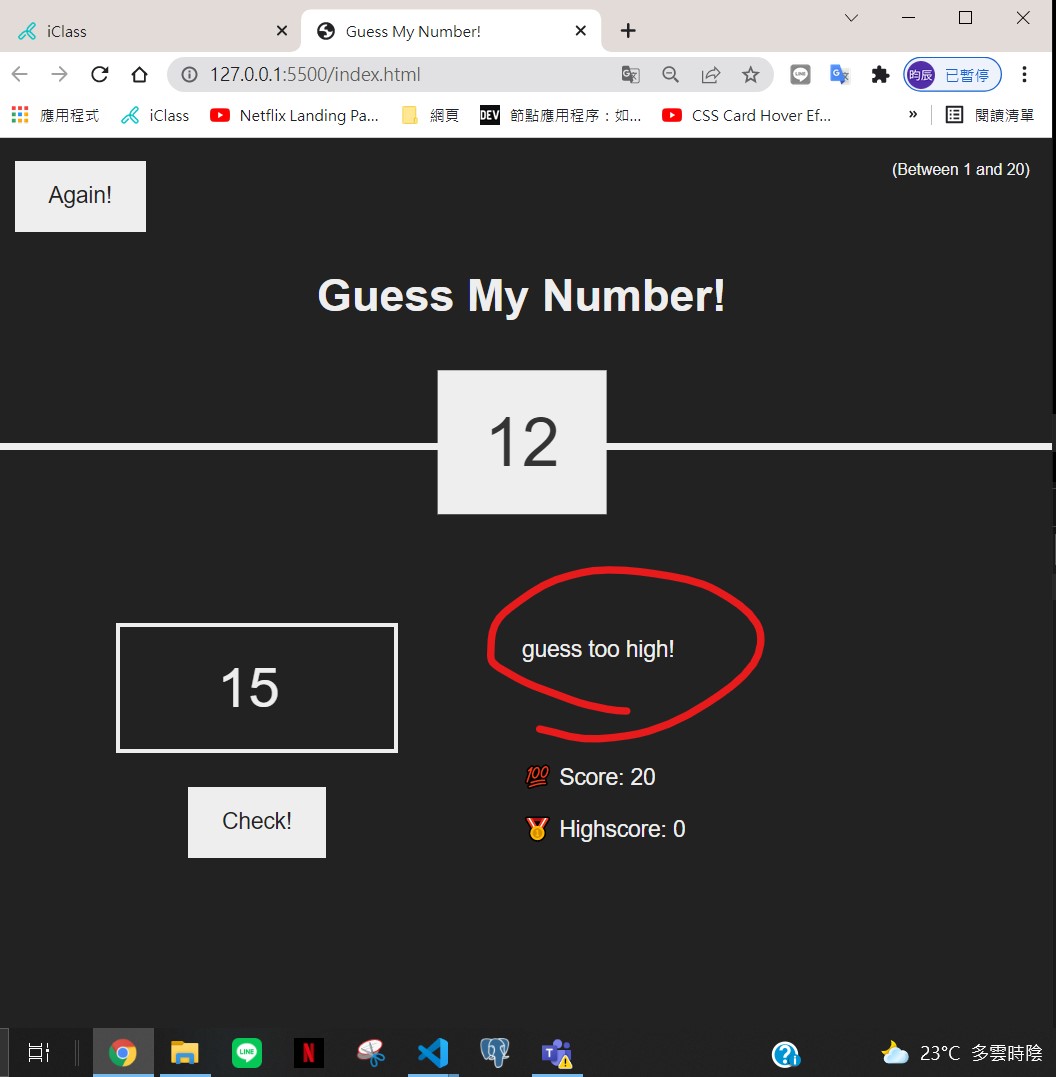 iClass
Guess My Number!
127.0.0.1:5500/index.html
昀辰 已暫停
應用程式
iClass
Netflix Landing Pa...
網頁
DEV 節點應用程序：如...
CSS Card Hover Ef...
»
閱讀清單
Again!
(Between 1 and 20)
Guess My Number!
12
15
guess too high!
Check!
💯 Score: 20
🥇 Highscore: 0
LINE
N
23°C 多雲時陰